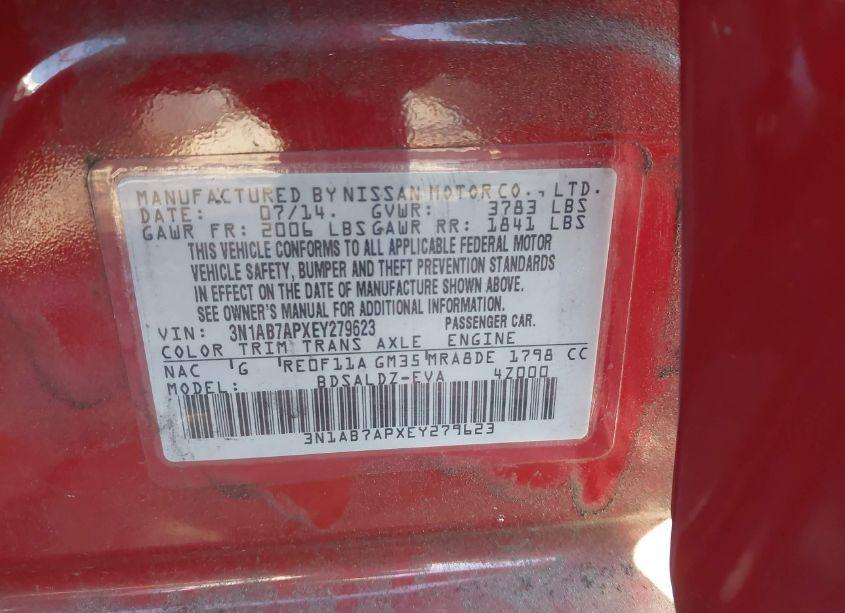 MANUFACTURED BY NISSAN MOTOR CO., LTD.
DATE: 07/14. GVWR: 3783 LBS
GAWR FR: 2006 LBS GAWR RR: 1841 LBS
THIS VEHICLE CONFORMS TO ALL APPLICABLE FEDERAL MOTOR
VEHICLE SAFETY, BUMPER AND THEFT PREVENTION STANDARDS
IN EFFECT ON THE DATE OF MANUFACTURE SHOWN ABOVE.
SEE OWNER'S MANUAL FOR ADDITIONAL INFORMATION.
VIN: 3N1AB7APXEY279623 PASSENGER CAR.
COLOR TRIM TRANS AXLE ENGINE
NAC G RE0F11A GM35 MRA8DE 1798 CC
MODEL: BDSALDZ-EVA 4Z000
3N1AB7APXEY279623